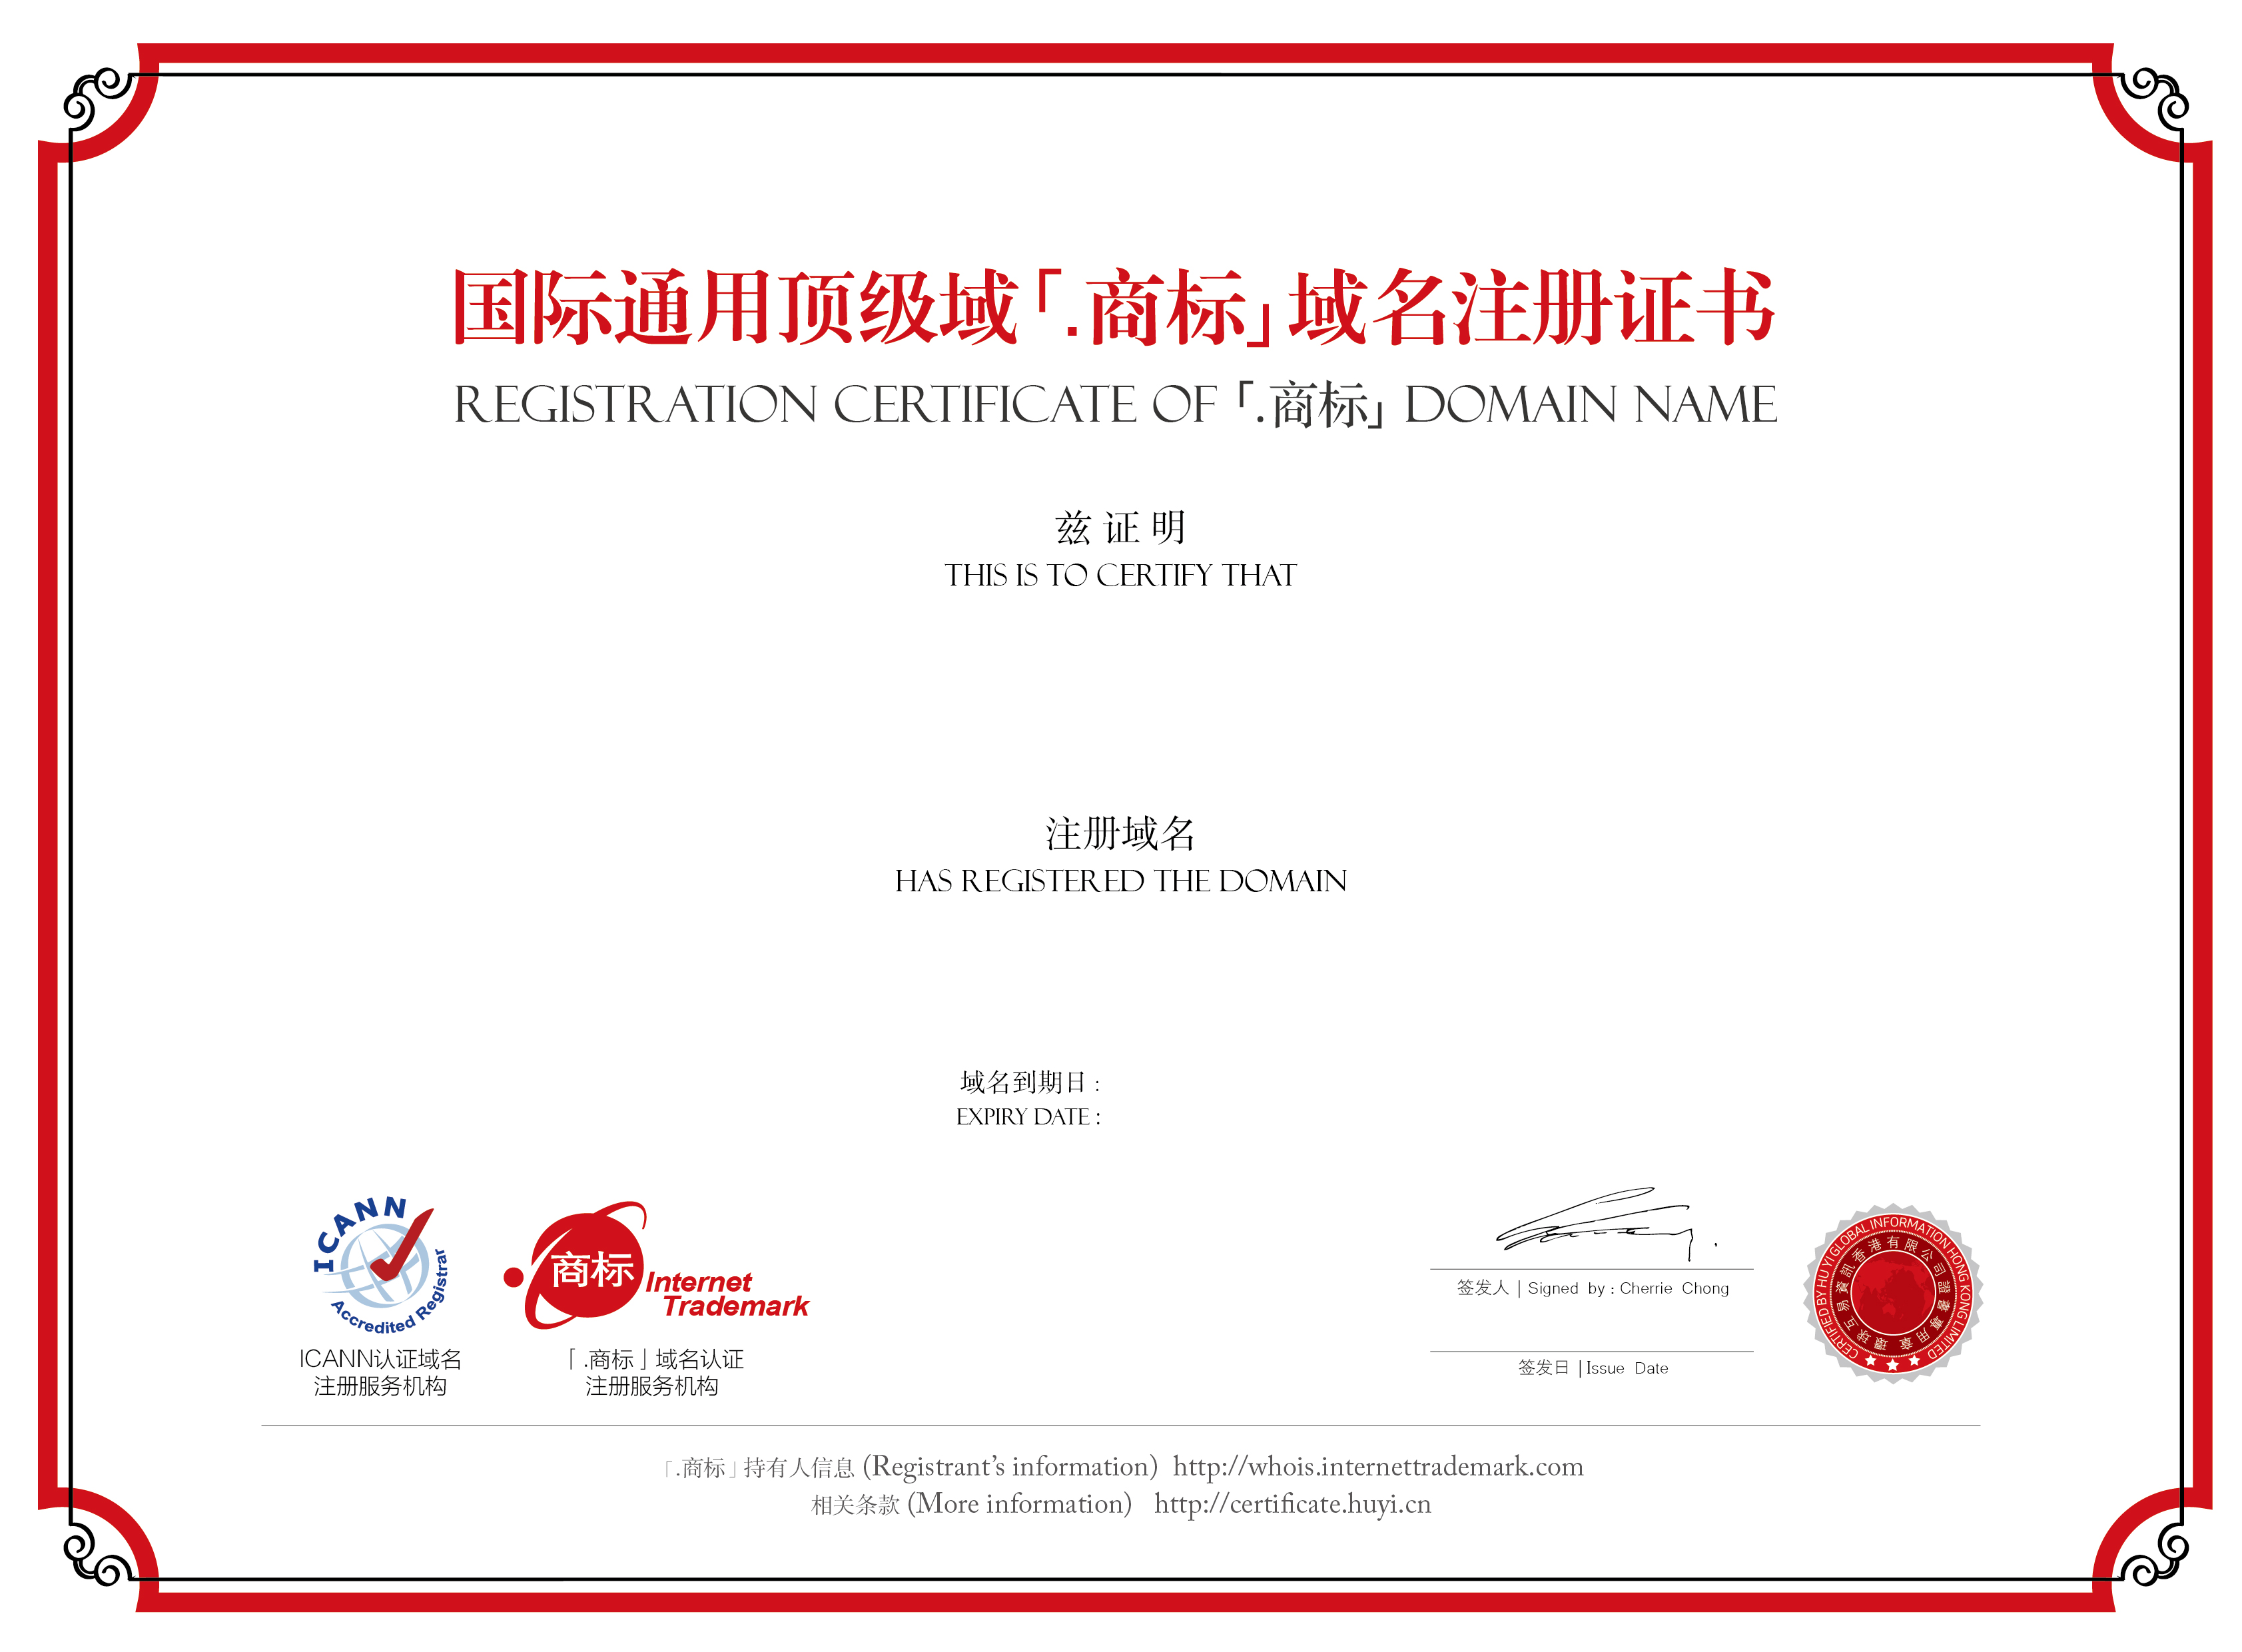 国际通用顶级域「.商标」域名注册证书
REGISTRATION CERTIFICATE OF「.商标」DOMAIN NAME
兹证明
THIS IS TO CERTIFY THAT
注册域名
HAS REGISTERED THE DOMAIN
域名到期日 :
EXPIRY DATE :
ICANN
Accredited Registrar
ICANN认证域名
注册服务机构
商标
Internet
Trademark
「.商标」域名认证
注册服务机构
签发人 | Signed by : Cherrie Chong
签发日 | Issue Date
CERTIFIED BY HU YI GLOBAL INFORMATION HONG KONG LIMITED
環球互易資訊香港有限公司證書專用章
「.商标」持有人信息 (Registrant’s information) http://whois.internettrademark.com
相关条款 (More information) http://certificate.huyi.cn